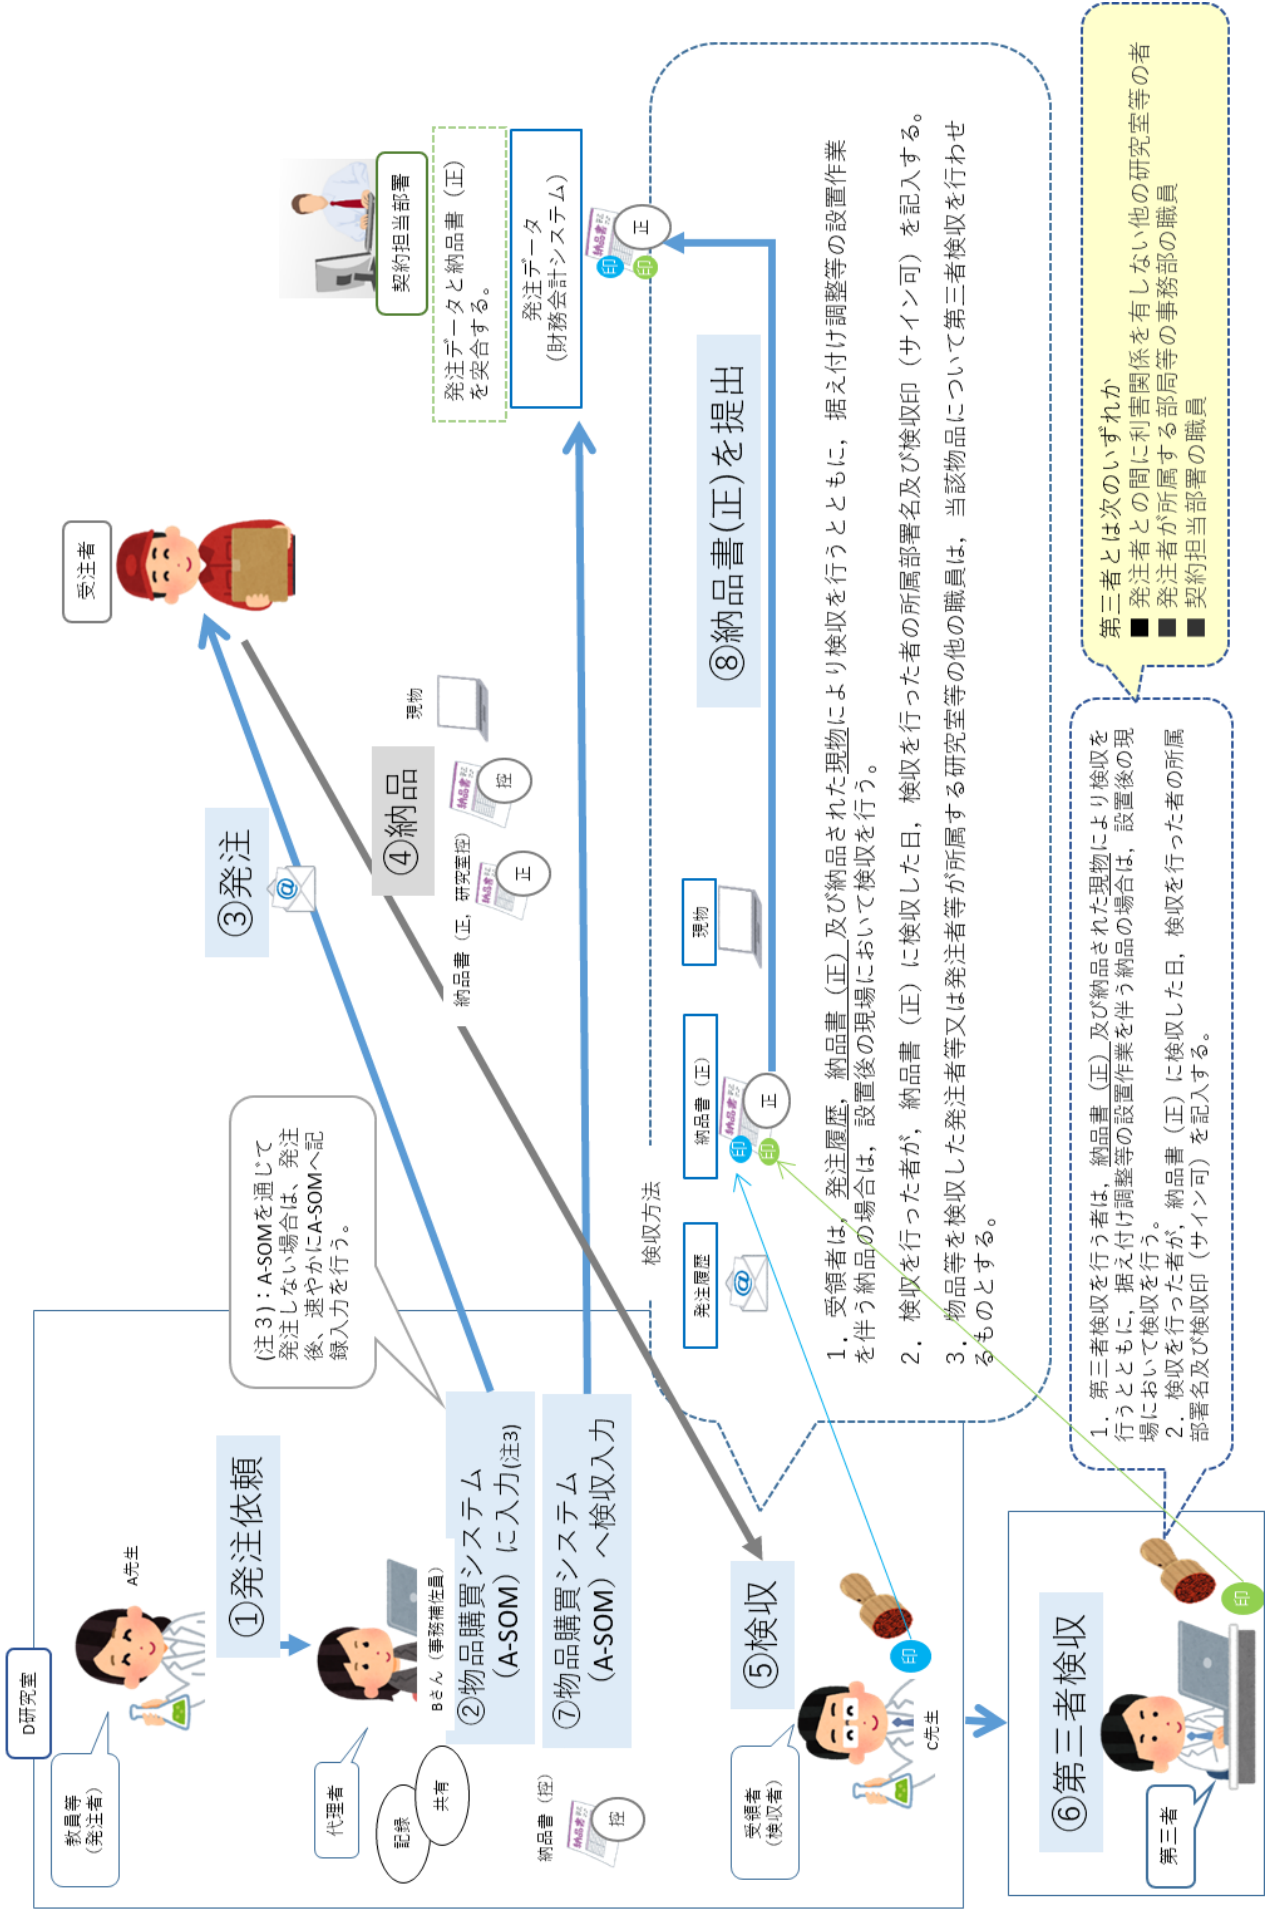 D研究室
教員等
（発注者）
A先生
①発注依頼
代理者
記録
共有
Bさん（事務補佐員）
②物品購買システム
（A-SOM）に入力(注3)
(注３)：A-SOMを通じて
発注しない場合は、発注
後、速やかにA-SOMへ記
録入力を行う。
③発注
@
受注者
④納品
納品書（正，研究室控）
納品書
正
納品書
控
現物
⑦物品購買システム
（A-SOM）へ検収入力
納品書（控）
納品書
控
契約担当部署
発注データと納品書（正）
を突合する。
発注データ
（財務会計システム）
納品書
正
印
印
⑤検収
受領者
（検収者）
C先生
印
検収方法
発注履歴
@
納品書（正）
納品書
正
印
印
現物
⑧納品書(正)を提出
１．受領者は，発注履歴，納品書（正）及び納品された現物により検収を行うとともに，据え付け調整等の設置作業
を伴う納品の場合は，設置後の現場において検収を行う。
２．検収を行った者が，納品書（正）に検収した日，検収を行った者の所属部署名及び検収印（サイン可）を記入する。
３．物品等を検収した発注者等又は発注者等が所属する研究室等の他の職員は，当該物品について第三者検収を行わせ
るものとする。
⑥第三者検収
第三者
印
１．第三者検収を行う者は，納品書（正）及び納品された現物により検収を
行うとともに，据え付け調整等の設置作業を伴う納品の場合は，設置後の現
場において検収を行う。
２．検収を行った者が，納品書（正）に検収した日，検収を行った者の所属
部署名及び検収印（サイン可）を記入する。
第三者とは次のいずれか
■ 発注者との間に利害関係を有しない他の研究室等の者
■ 発注者が所属する部局等の事務部の職員
■ 契約担当部署の職員